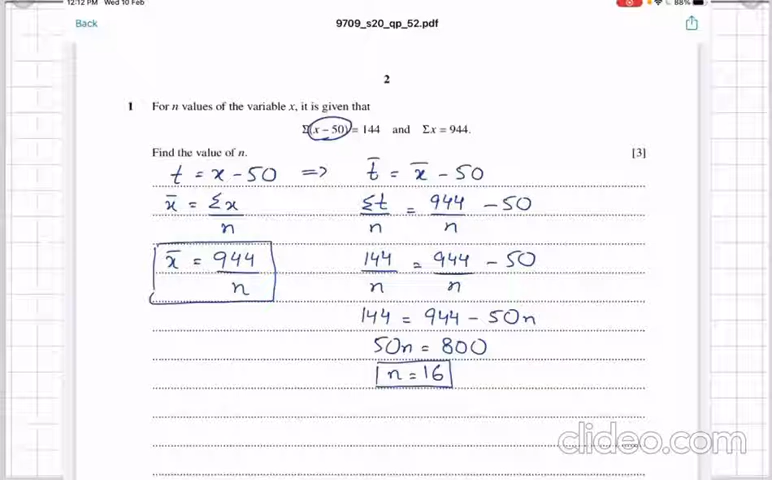 12:12 PM Wed 10 Feb 88%
Back 9709_s20_qp_52.pdf
2
1 For n values of the variable x, it is given that
Σ(x – 50) = 144 and Σx = 944.
Find the value of n. [3]
t = x - 50 => t̄ = x̄ - 50
x̄ = Σx/n Σt/n = 944/n - 50
x̄ = 944/n 144/n = 944/n - 50
144 = 944 - 50n
50n = 800
n = 16
clideo.com